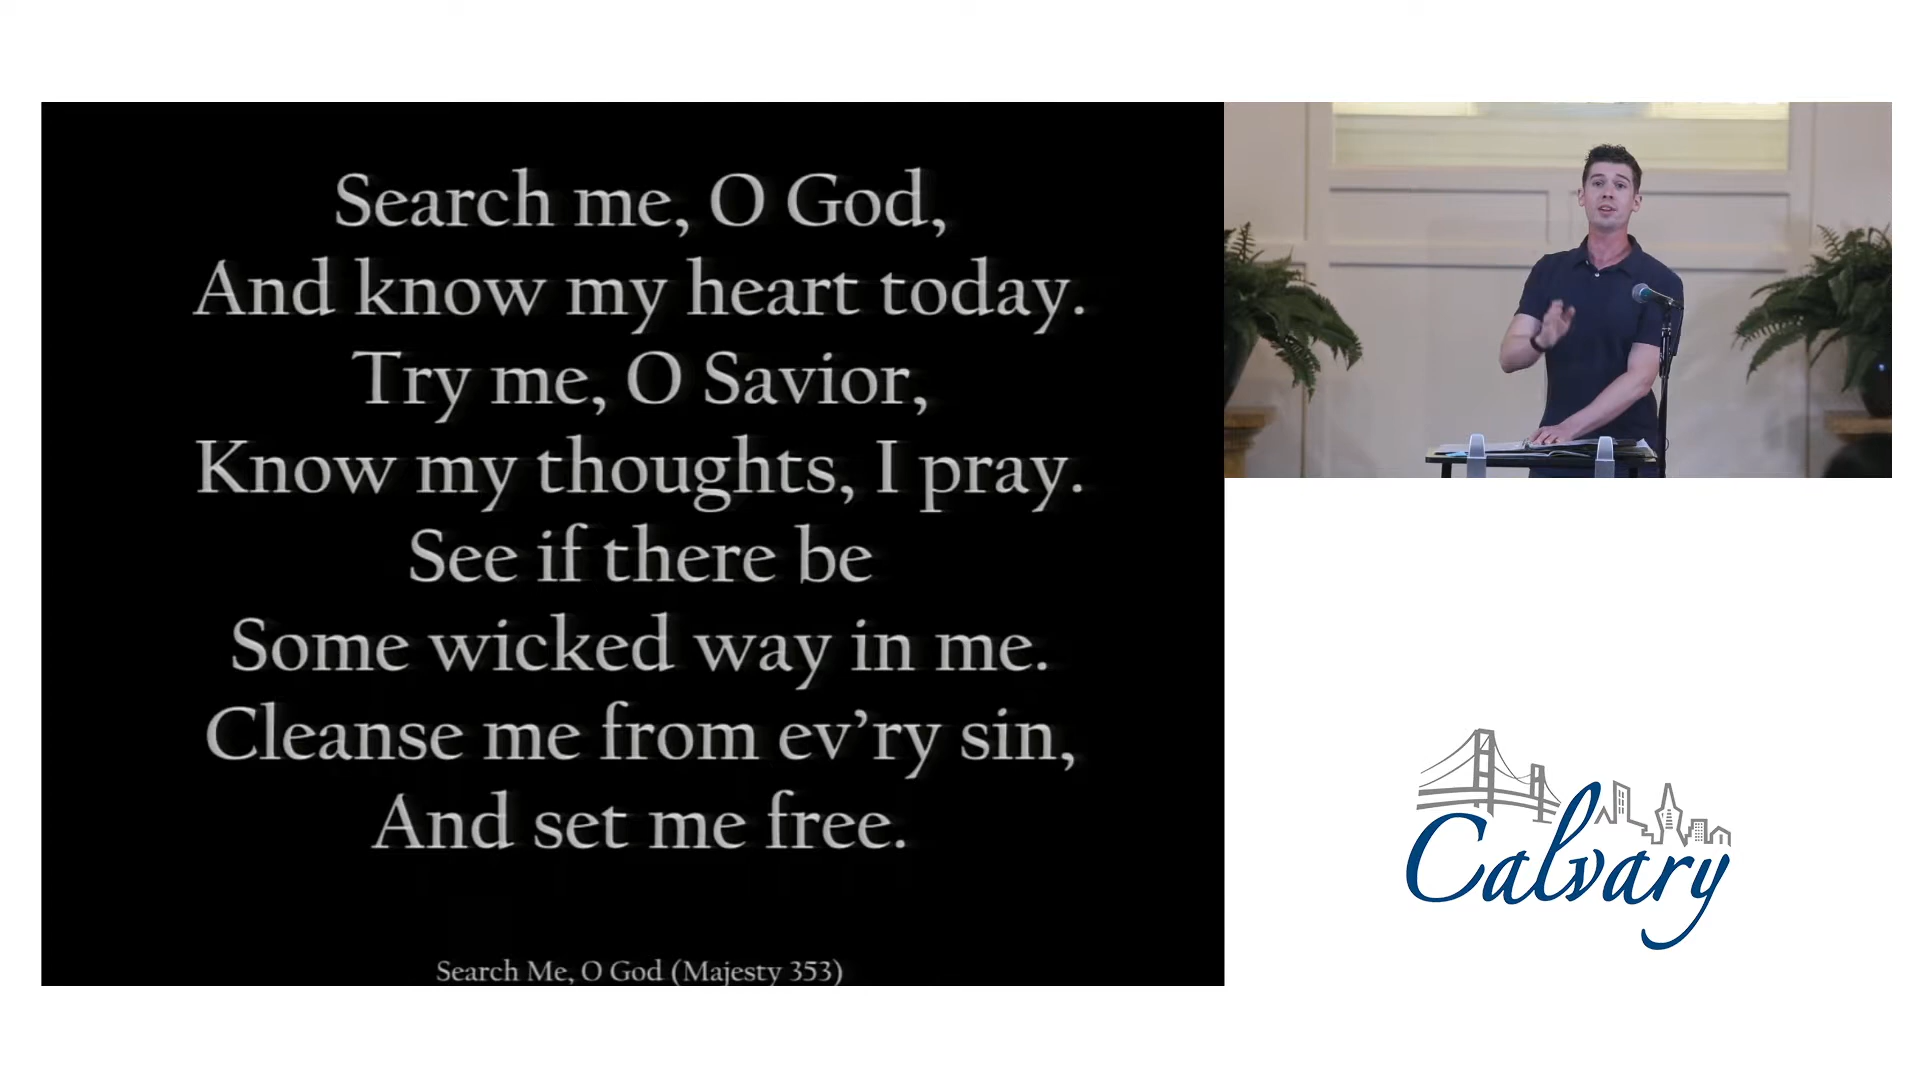 Search me, O God,
And know my heart today.
Try me, O Savior,
Know my thoughts, I pray.
See if there be
Some wicked way in me.
Cleanse me from ev’ry sin,
And set me free.
Search Me, O God (Majesty 353)
Calvary